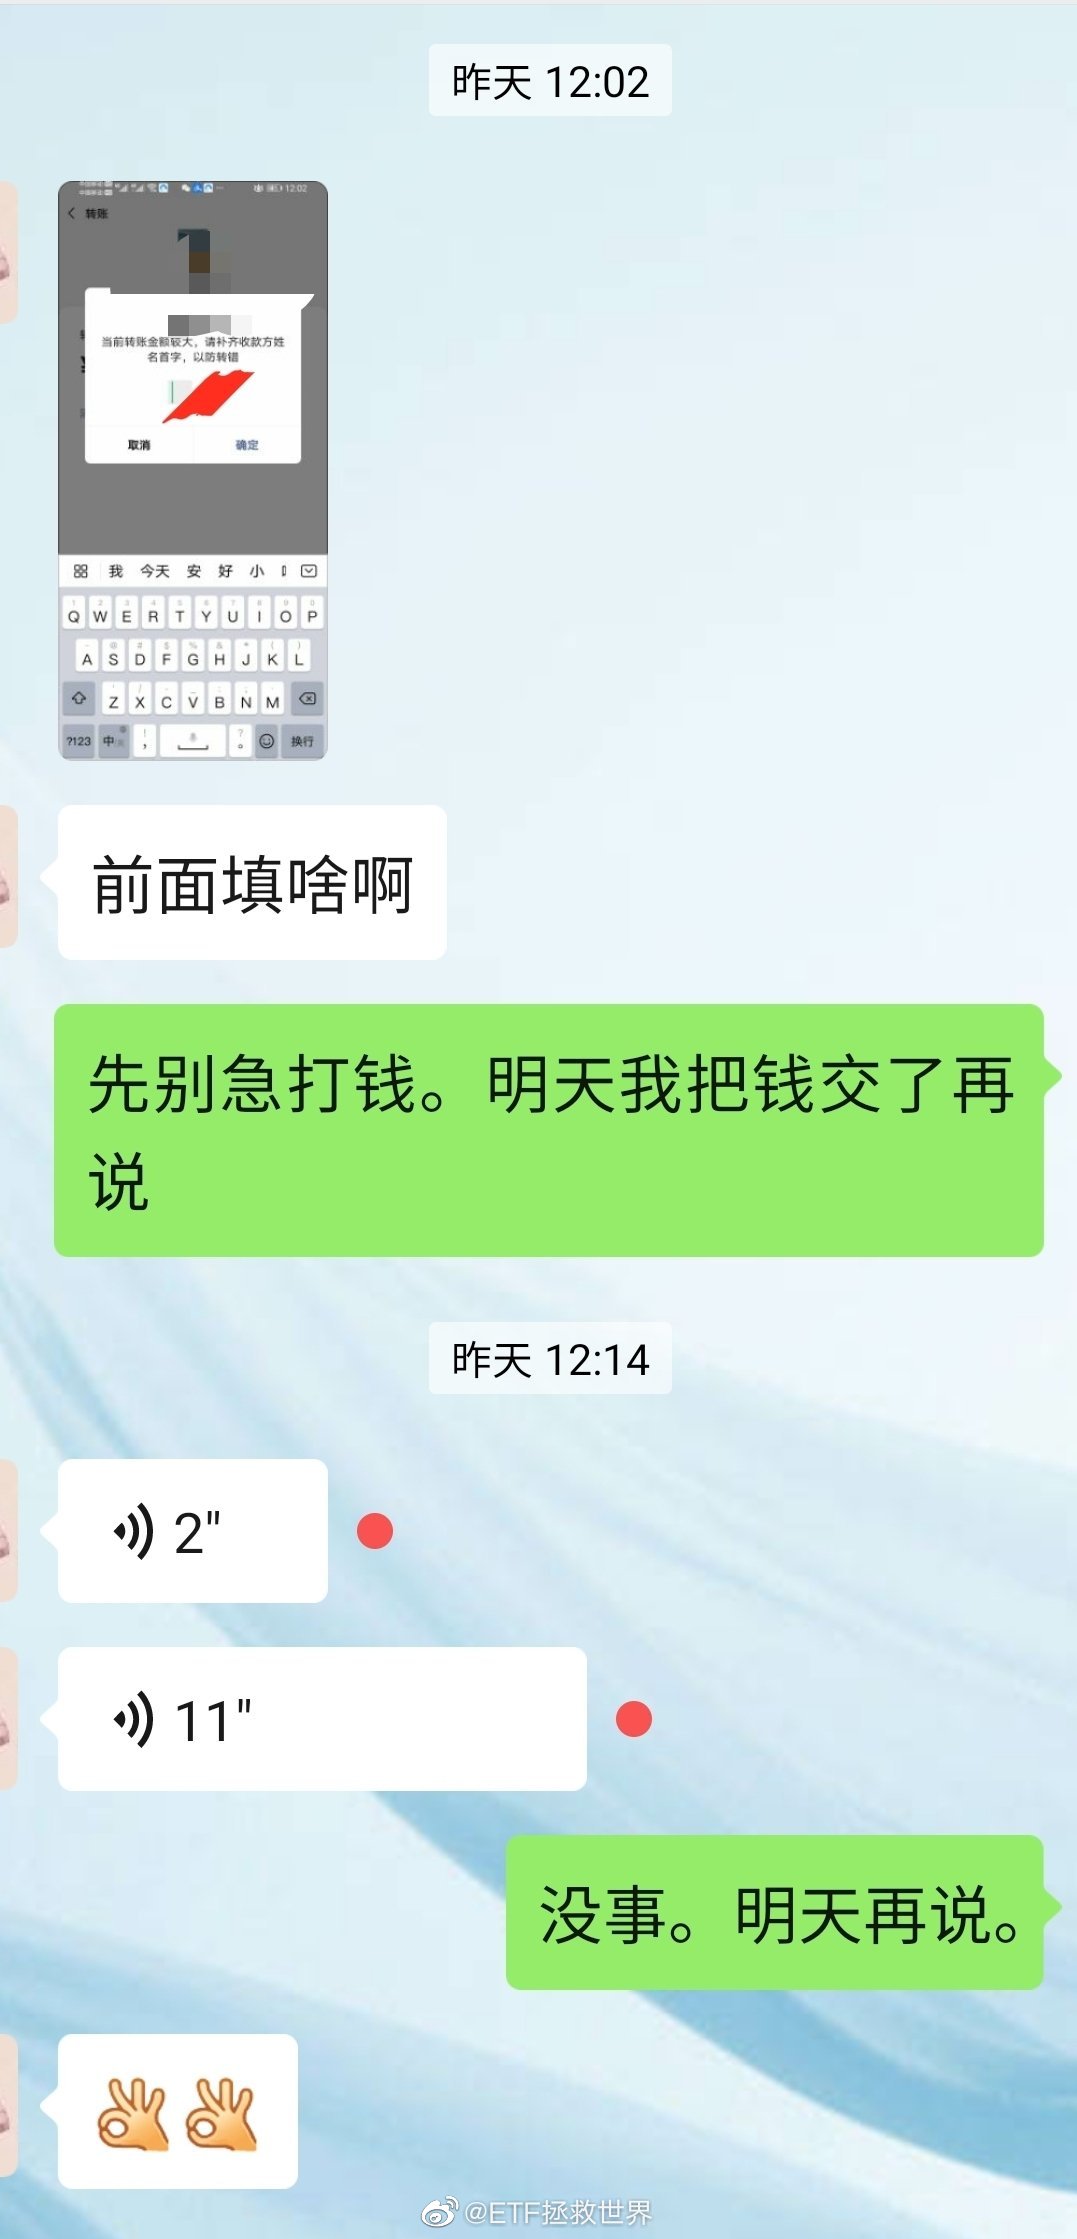 昨天 12:02
12:02
转账
当前转账金额较大，请补齐收款方姓
名首字，以防转错
取消 确定
我 今天 安 好 小
Q W E R T Y U I O P
A S D F G H J K L
Z X C V B N M
?123 中 ， 。 换行
前面填啥啊
先别急打钱。明天我把钱交了再
说
昨天 12:14
2"
11"
没事。明天再说。
@ETF拯救世界